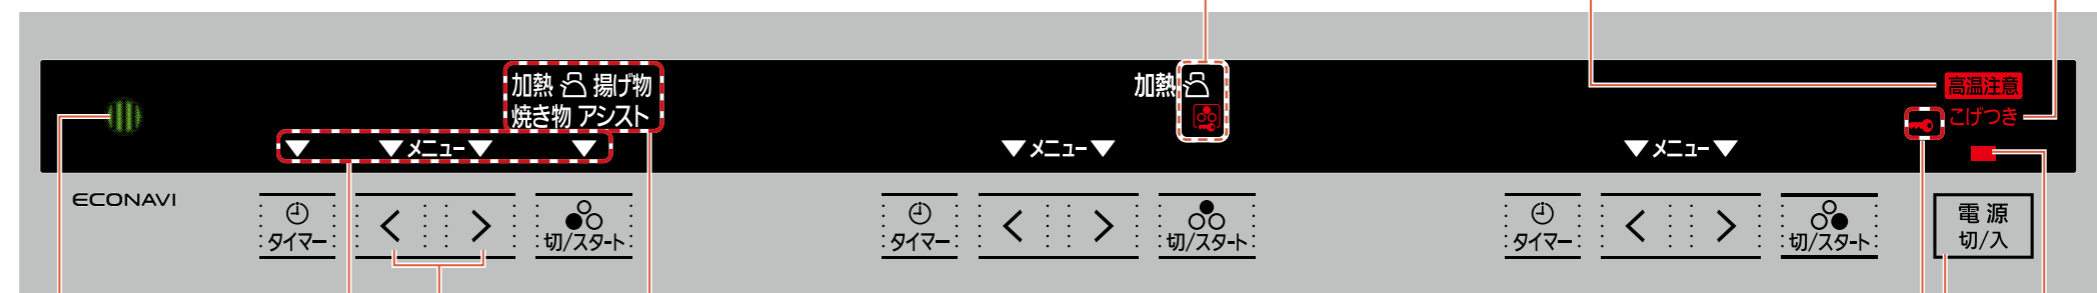 加熱 揚げ物
焼き物 アシスト
加熱
高温注意
こげつき
メニュー
メニュー
メニュー
ECONAVI
タイマー
切/スタート
タイマー
切/スタート
タイマー
切/スタート
電源
切/入